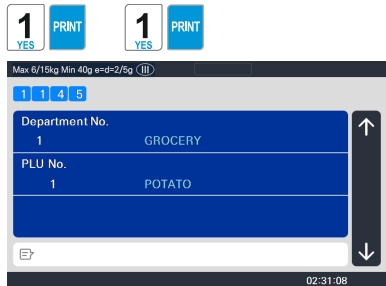 1 YES PRINT 1 YES PRINT
Max 6/15kg Min 40g e=d=2/5g III
1 1 4 5
Department No.
1 GROCERY
PLU No.
1 POTATO
02:31:08